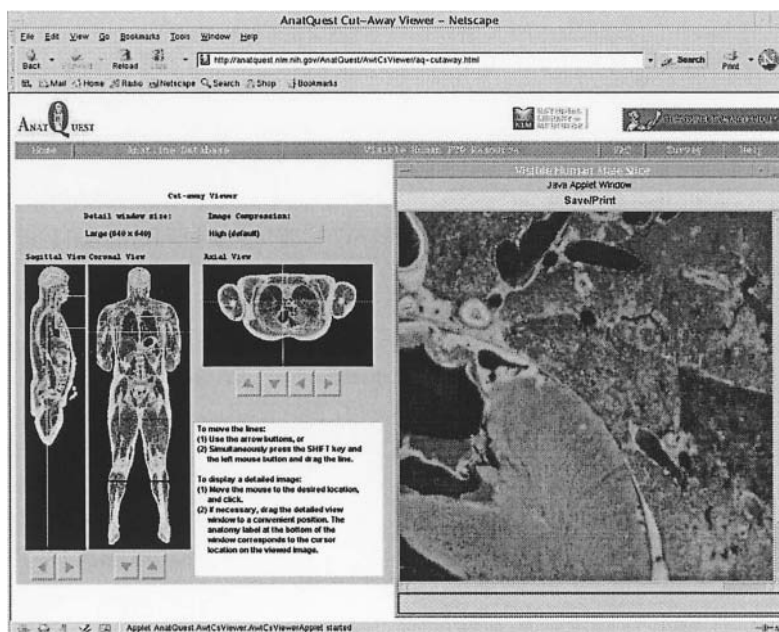 AnatQuest Cut-Away Viewer - Netscape
File Edit View Go Bookmarks Tools Window Help
Back Reload Stop http://anatquest.nlm.nih.gov/AnatQuest/AwtCsViewer/aq-cutaway.html Search Print
Mail Home Radio Netscape Search Shop Bookmarks
ANATQUEST
NLM
Home Anatline Database Visible Human FTP Resource FAQ Survey Help
Visible Human Male Slice
Java Applet Window
Save/Print
Cut-away Viewer
Detail window size: Image Compression:
Large (640 x 640) High (default)
Sagittal View Coronal View Axial View
To move the lines:
(1) Use the arrow buttons, or
(2) Simultaneously press the SHIFT key and
the left mouse button and drag the line.
To display a detailed image:
(1) Move the mouse to the desired location,
and click.
(2) If necessary, drag the detailed view
window to a convenient position. The
anatomy label at the bottom of the
window corresponds to the cursor
location on the viewed image.
Applet AnatQuest.AwtCsViewer.AwtCsViewerApplet started